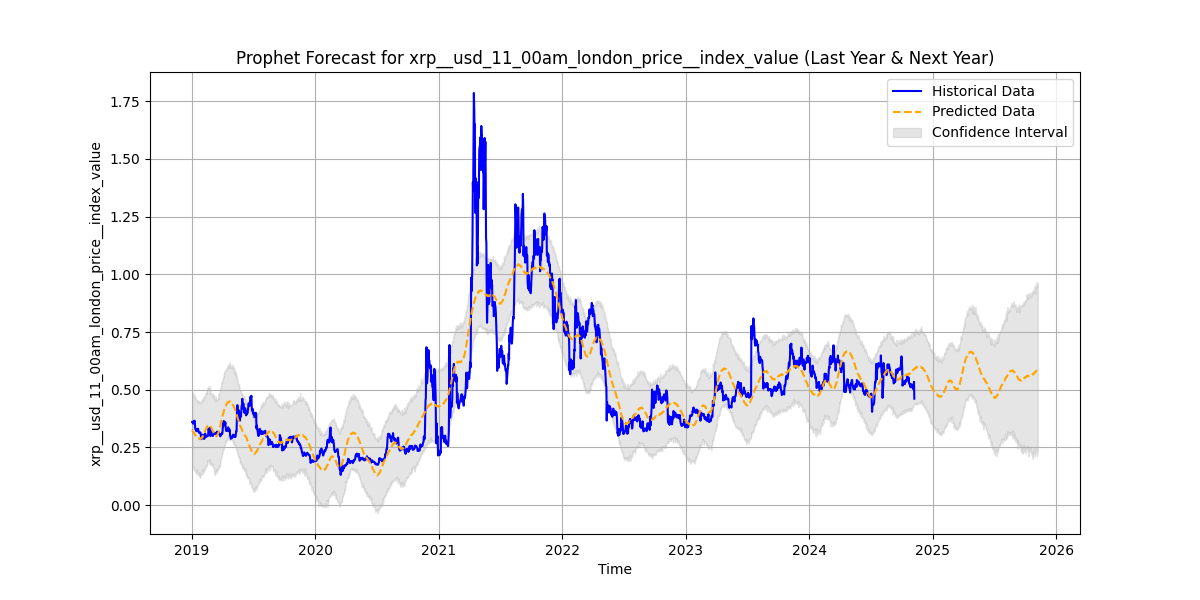 Prophet Forecast for xrp__usd_11_00am_london_price__index_value (Last Year & Next Year)
xrp__usd_11_00am_london_price__index_value
1.75
1.50
1.25
1.00
0.75
0.50
0.25
0.00
Historical Data
Predicted Data
Confidence Interval
2019
2020
2021
2022
2023
2024
2025
2026
Time